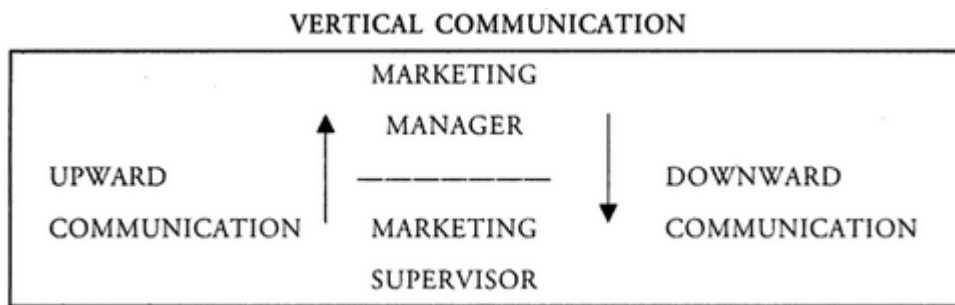 VERTICAL COMMUNICATION
MARKETING
MANAGER
UPWARD
COMMUNICATION
———————
MARKETING
SUPERVISOR
DOWNWARD
COMMUNICATION